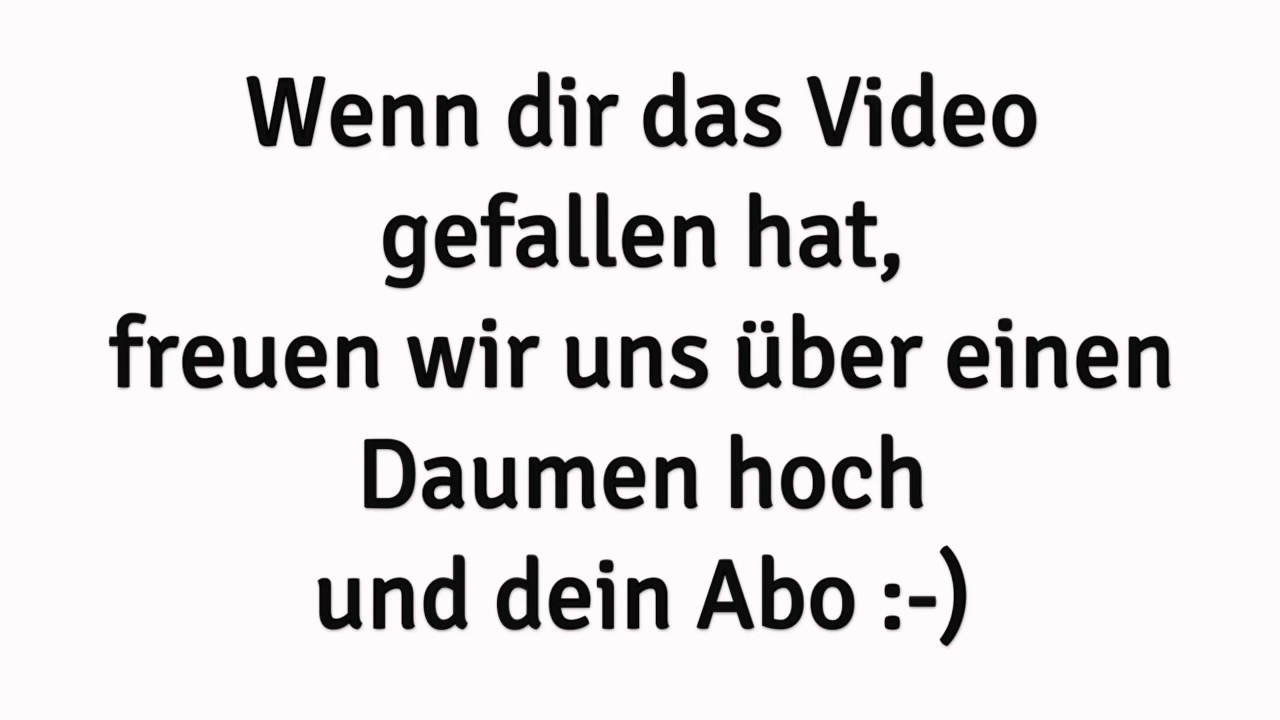 Wenn dir das Video
gefallen hat,
freuen wir uns über einen
Daumen hoch
und dein Abo :-)